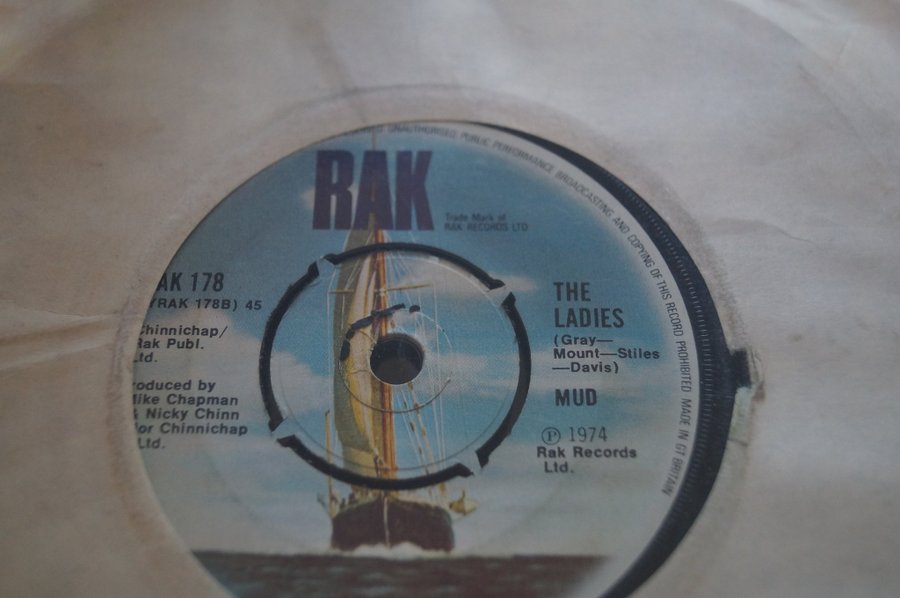 UNAUTHORISED PUBLIC PERFORMANCE BROADCASTING AND COPYING OF THIS RECORD PROHIBITED MADE IN GT BRITAIN
RAK
Trade Mark of
RAK RECORDS LTD
AK 178
YRAK 178B) 45
Chinnichap/
Rak Publ.
Ltd.
roduced by
ike Chapman
& Nicky Chinn
for Chinnichap
Ltd.
THE
LADIES
(Gray—
Mount—Stiles
—Davis)
MUD
Ⓟ 1974
Rak Records
Ltd.